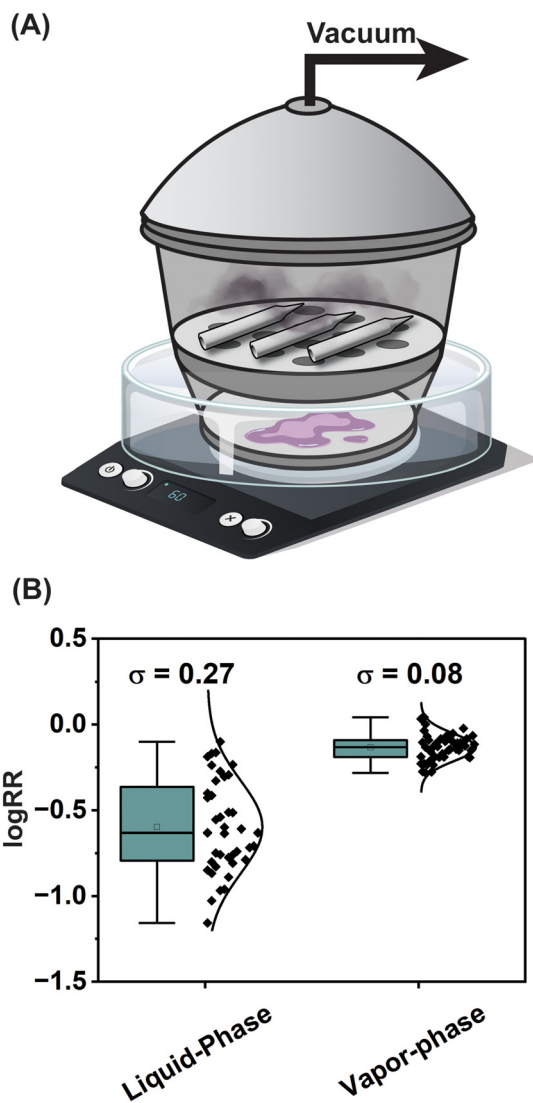 (A)
Vacuum
60
(B)
0.5
σ = 0.27
σ = 0.08
0.0
logRR
−0.5
−1.0
−1.5
Liquid-Phase
Vapor-phase